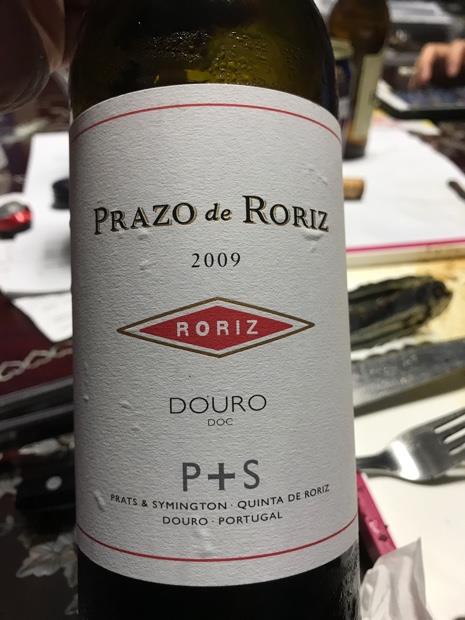 PRAZO de RORIZ
2009
RORIZ
DOURO
DOC
P+S
PRATS & SYMINGTON · QUINTA DE RORIZ
DOURO · PORTUGAL